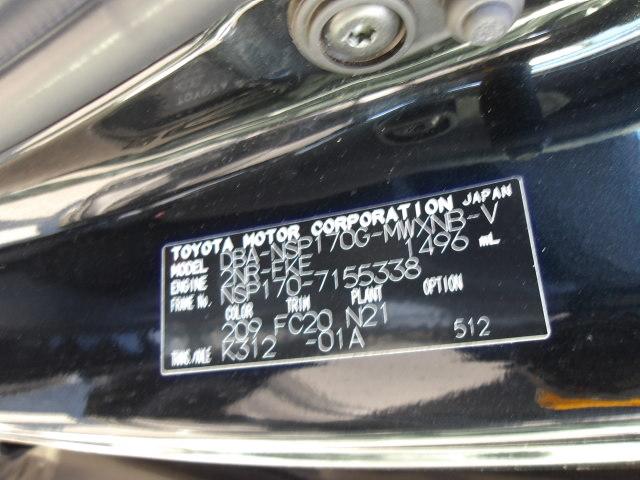 TOYOTA MOTOR CORPORATION JAPAN
MODEL DBA-NSP170G-MWXNB-V
ENGINE 2NR-FKE 1496 mL
FRAME No. NSP170-7155338
COLOR TRIM PLANT OPTION
209 FC20 N21
TRANS./AXLE K312 -01A 512